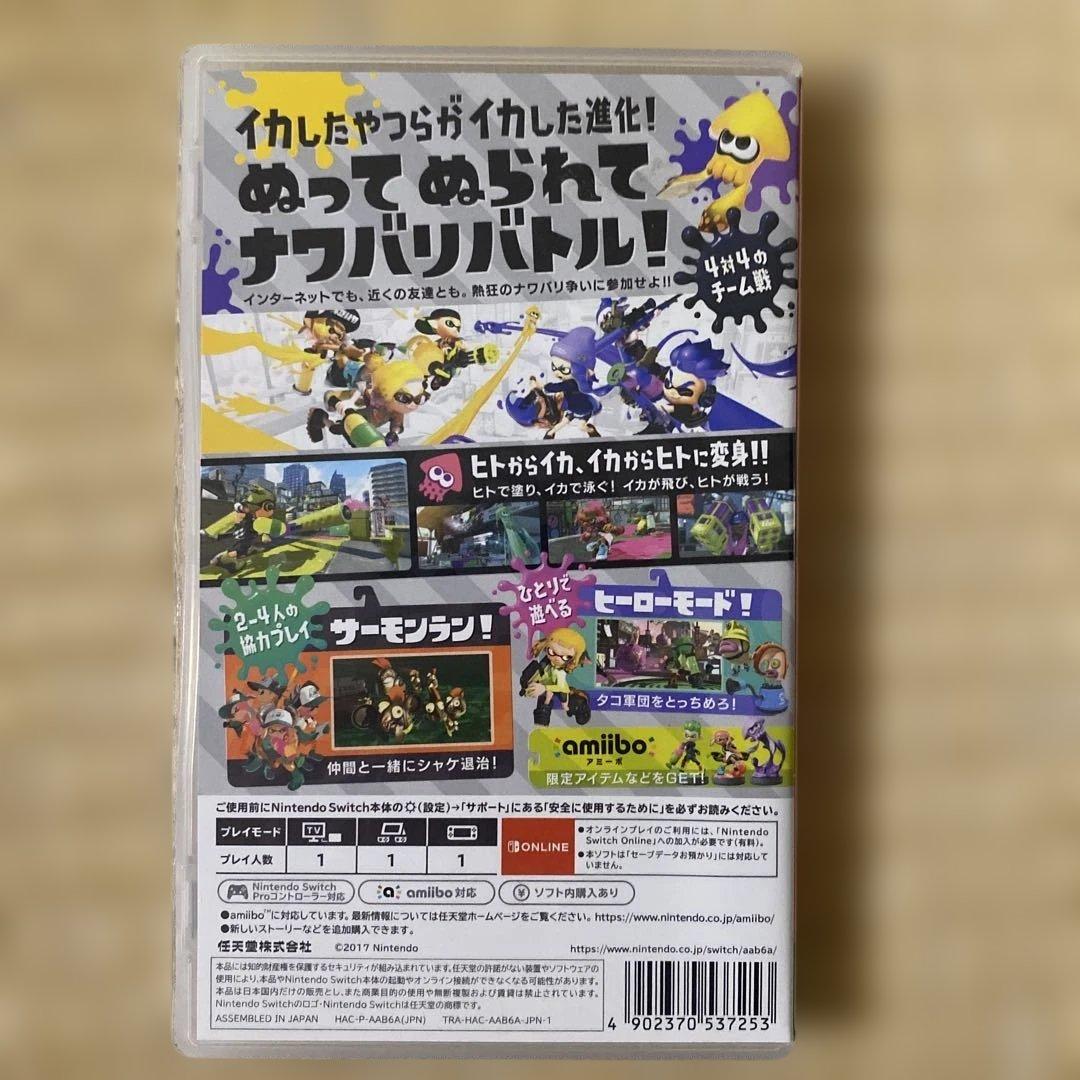 イカしたやつらがイカした進化!
ぬって ぬられて
ナワバリバトル!
インターネットでも、近くの友達とも。熱狂のナワバリ争いに参加せよ!!
4対4の
チーム戦
ヒトからイカ、イカからヒトに変身!!
ヒトで塗り、イカで泳ぐ! イカが飛び、ヒトが戦う!
2-4人の
協力プレイ
サーモンラン!
仲間と一緒にシャケ退治!
ひとりで
遊べる
ヒーローモード!
タコ軍団をとっちめろ!
amiibo
アミーボ
限定アイテムなどをGET!
ご使用前にNintendo Switch本体の(設定)→「サポート」にある「安全に使用するために」を必ずお読みください。
プレイモード TV
プレイ人数 1 1 1
ONLINE
●オンラインプレイのご利用には、「Nintendo
Switch Online」への加入が必要です(有料)。
●本ソフトは「セーブデータお預かり」には対応して
いません。
Nintendo Switch
Proコントローラー対応
amiibo 対応
ソフト内購入あり
●amiibo™に対応しています。最新情報については任天堂ホームページをご覧ください。https://www.nintendo.co.jp/amiibo/
●新しいストーリーなどを追加購入できます。
任天堂株式会社 ©2017 Nintendo https://www.nintendo.co.jp/switch/aab6a/
本品には知的財産権を保護するセキュリティが組み込まれています。任天堂の許諾がない装置やソフトウェアの
使用により、本品やNintendo Switch本体の起動やオンライン接続ができなくなる可能性があります。
本品は日本国内だけの販売とし、また商業目的の使用や無断複製および賃貸は禁止されています。
Nintendo Switchのロゴ・Nintendo Switchは任天堂の商標です。
ASSEMBLED IN JAPAN HAC-P-AAB6A(JPN) TRA-HAC-AAB6A-JPN-1
4 902370 537253